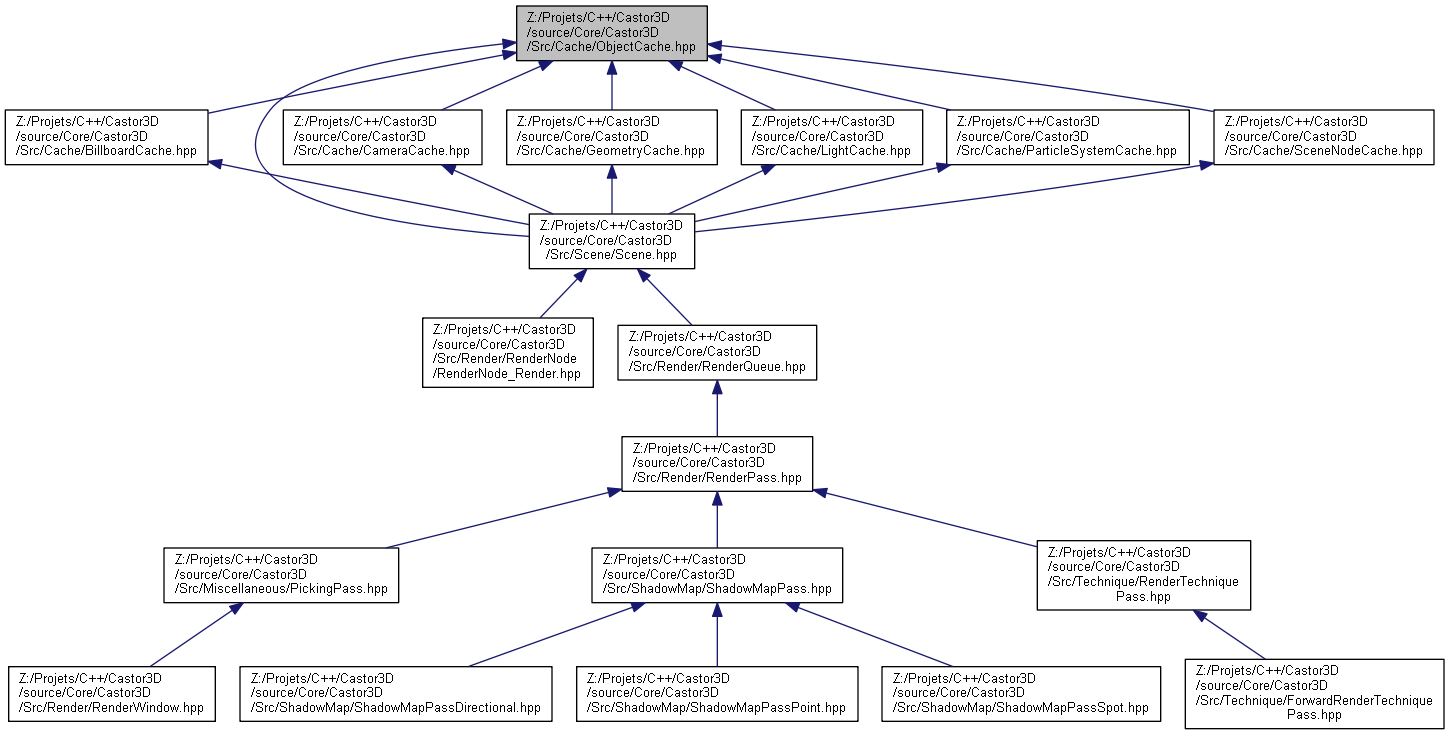 Z:/Projets/C++/Castor3D
/source/Core/Castor3D
/Src/Cache/ObjectCache.hpp
Z:/Projets/C++/Castor3D
/source/Core/Castor3D
/Src/Cache/BillboardCache.hpp
Z:/Projets/C++/Castor3D
/source/Core/Castor3D
/Src/Cache/CameraCache.hpp
Z:/Projets/C++/Castor3D
/source/Core/Castor3D
/Src/Cache/GeometryCache.hpp
Z:/Projets/C++/Castor3D
/source/Core/Castor3D
/Src/Cache/LightCache.hpp
Z:/Projets/C++/Castor3D
/source/Core/Castor3D
/Src/Cache/ParticleSystemCache.hpp
Z:/Projets/C++/Castor3D
/source/Core/Castor3D
/Src/Cache/SceneNodeCache.hpp
Z:/Projets/C++/Castor3D
/source/Core/Castor3D
/Src/Scene/Scene.hpp
Z:/Projets/C++/Castor3D
/source/Core/Castor3D
/Src/Render/RenderNode
/RenderNode_Render.hpp
Z:/Projets/C++/Castor3D
/source/Core/Castor3D
/Src/Render/RenderQueue.hpp
Z:/Projets/C++/Castor3D
/source/Core/Castor3D
/Src/Render/RenderPass.hpp
Z:/Projets/C++/Castor3D
/source/Core/Castor3D
/Src/Miscellaneous/PickingPass.hpp
Z:/Projets/C++/Castor3D
/source/Core/Castor3D
/Src/ShadowMap/ShadowMapPass.hpp
Z:/Projets/C++/Castor3D
/source/Core/Castor3D
/Src/Technique/RenderTechnique
Pass.hpp
Z:/Projets/C++/Castor3D
/source/Core/Castor3D
/Src/Render/RenderWindow.hpp
Z:/Projets/C++/Castor3D
/source/Core/Castor3D
/Src/ShadowMap/ShadowMapPassDirectional.hpp
Z:/Projets/C++/Castor3D
/source/Core/Castor3D
/Src/ShadowMap/ShadowMapPassPoint.hpp
Z:/Projets/C++/Castor3D
/source/Core/Castor3D
/Src/ShadowMap/ShadowMapPassSpot.hpp
Z:/Projets/C++/Castor3D
/source/Core/Castor3D
/Src/Technique/ForwardRenderTechnique
Pass.hpp